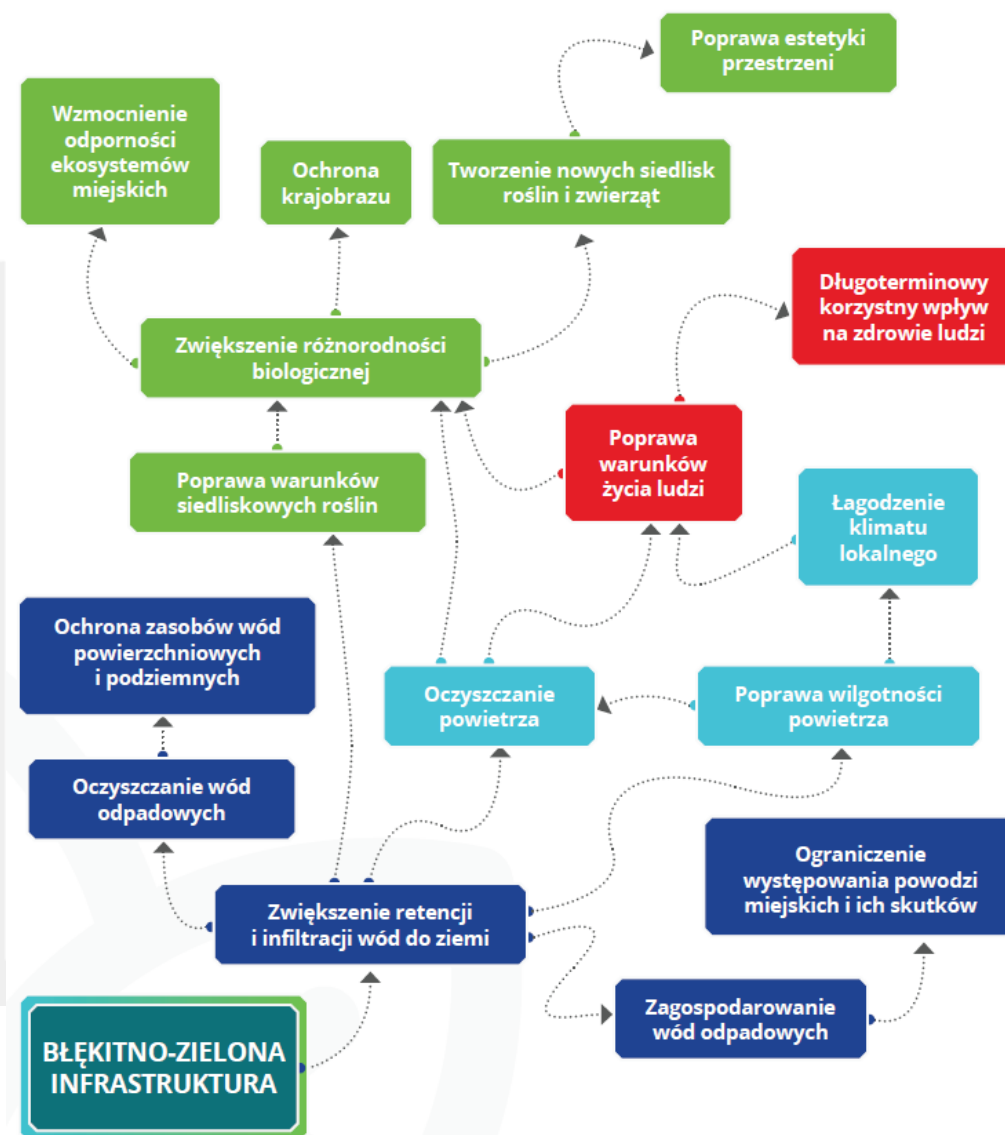 Poprawa estetyki
przestrzeni
Wzmocnienie
odporności
ekosystemów
miejskich
Ochrona
krajobrazu
Tworzenie nowych siedlisk
roślin i zwierząt
Długoterminowy
korzystny wpływ
na zdrowie ludzi
Zwiększenie różnorodności
biologicznej
Poprawa
warunków
życia ludzi
Poprawa warunków
siedliskowych roślin
Łagodzenie
klimatu
lokalnego
Ochrona zasobów wód
powierzchniowych
i podziemnych
Oczyszczanie
powietrza
Poprawa wilgotności
powietrza
Oczyszczanie wód
odpadowych
Ograniczenie
występowania powodzi
miejskich i ich skutków
Zwiększenie retencji
i infiltracji wód do ziemi
Zagospodarowanie
wód odpadowych
BŁĘKITNO-ZIELONA
INFRASTRUKTURA